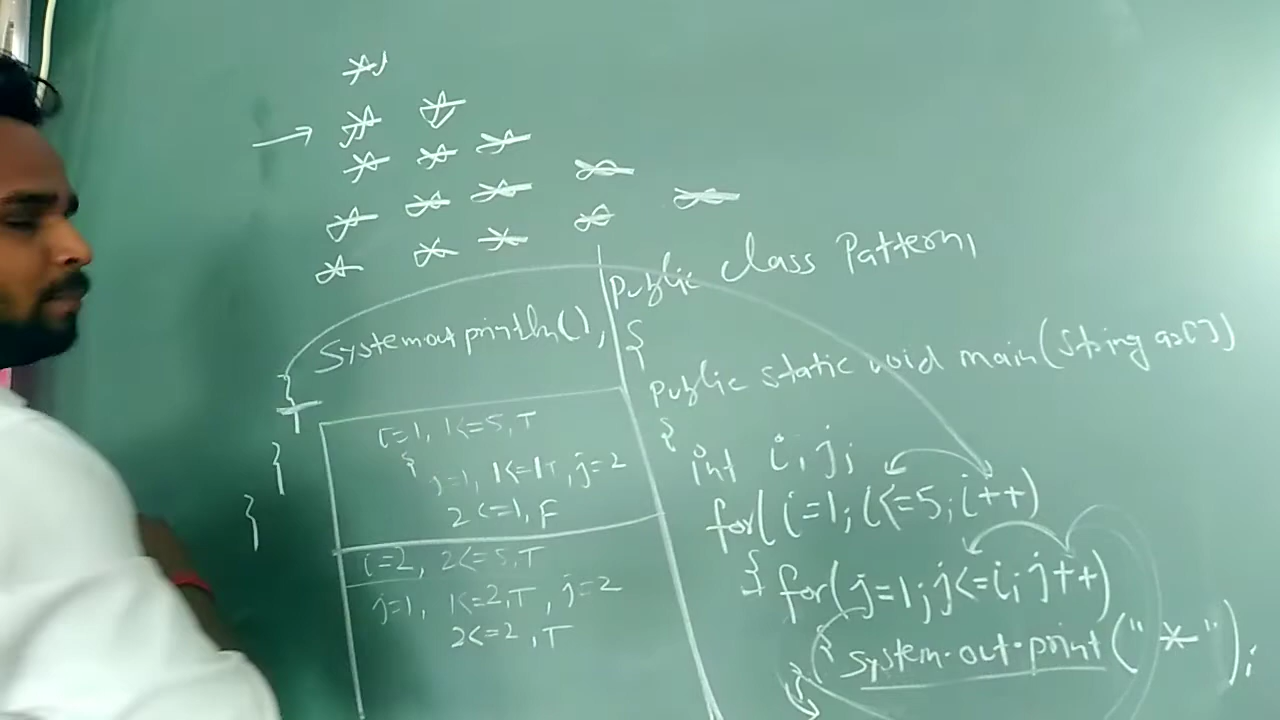 *
* *
* * *
* * * *
* * * * *
System out println();
}
}
}
i=1, 1<=5, T
{
j=1, 1<=1 T, j=2
2<=1, F
i=2, 2<=5, T
j=1, 1<=2, T, j=2
2<=2, T
public class Pattern1
{
public static void main(String as[])
{
int i, j;
for(i=1; i<=5; i++)
{ for(j=1; j<=i; j++)
{ System.out.print("*");
}